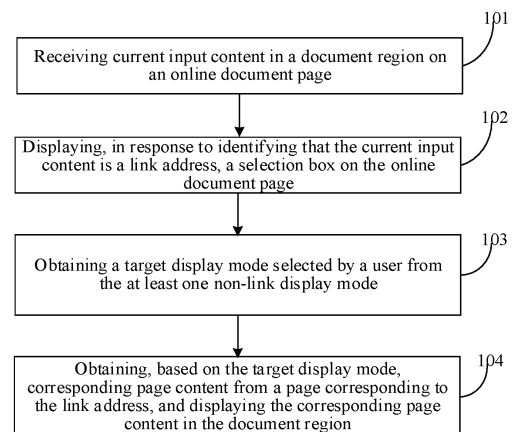 101
Receiving current input content in a document region on
an online document page
102
Displaying, in response to identifying that the current input
content is a link address, a selection box on the online
document page
103
Obtaining a target display mode selected by a user from
the at least one non-link display mode
104
Obtaining, based on the target display mode,
corresponding page content from a page corresponding to
the link address, and displaying the corresponding page
content in the document region